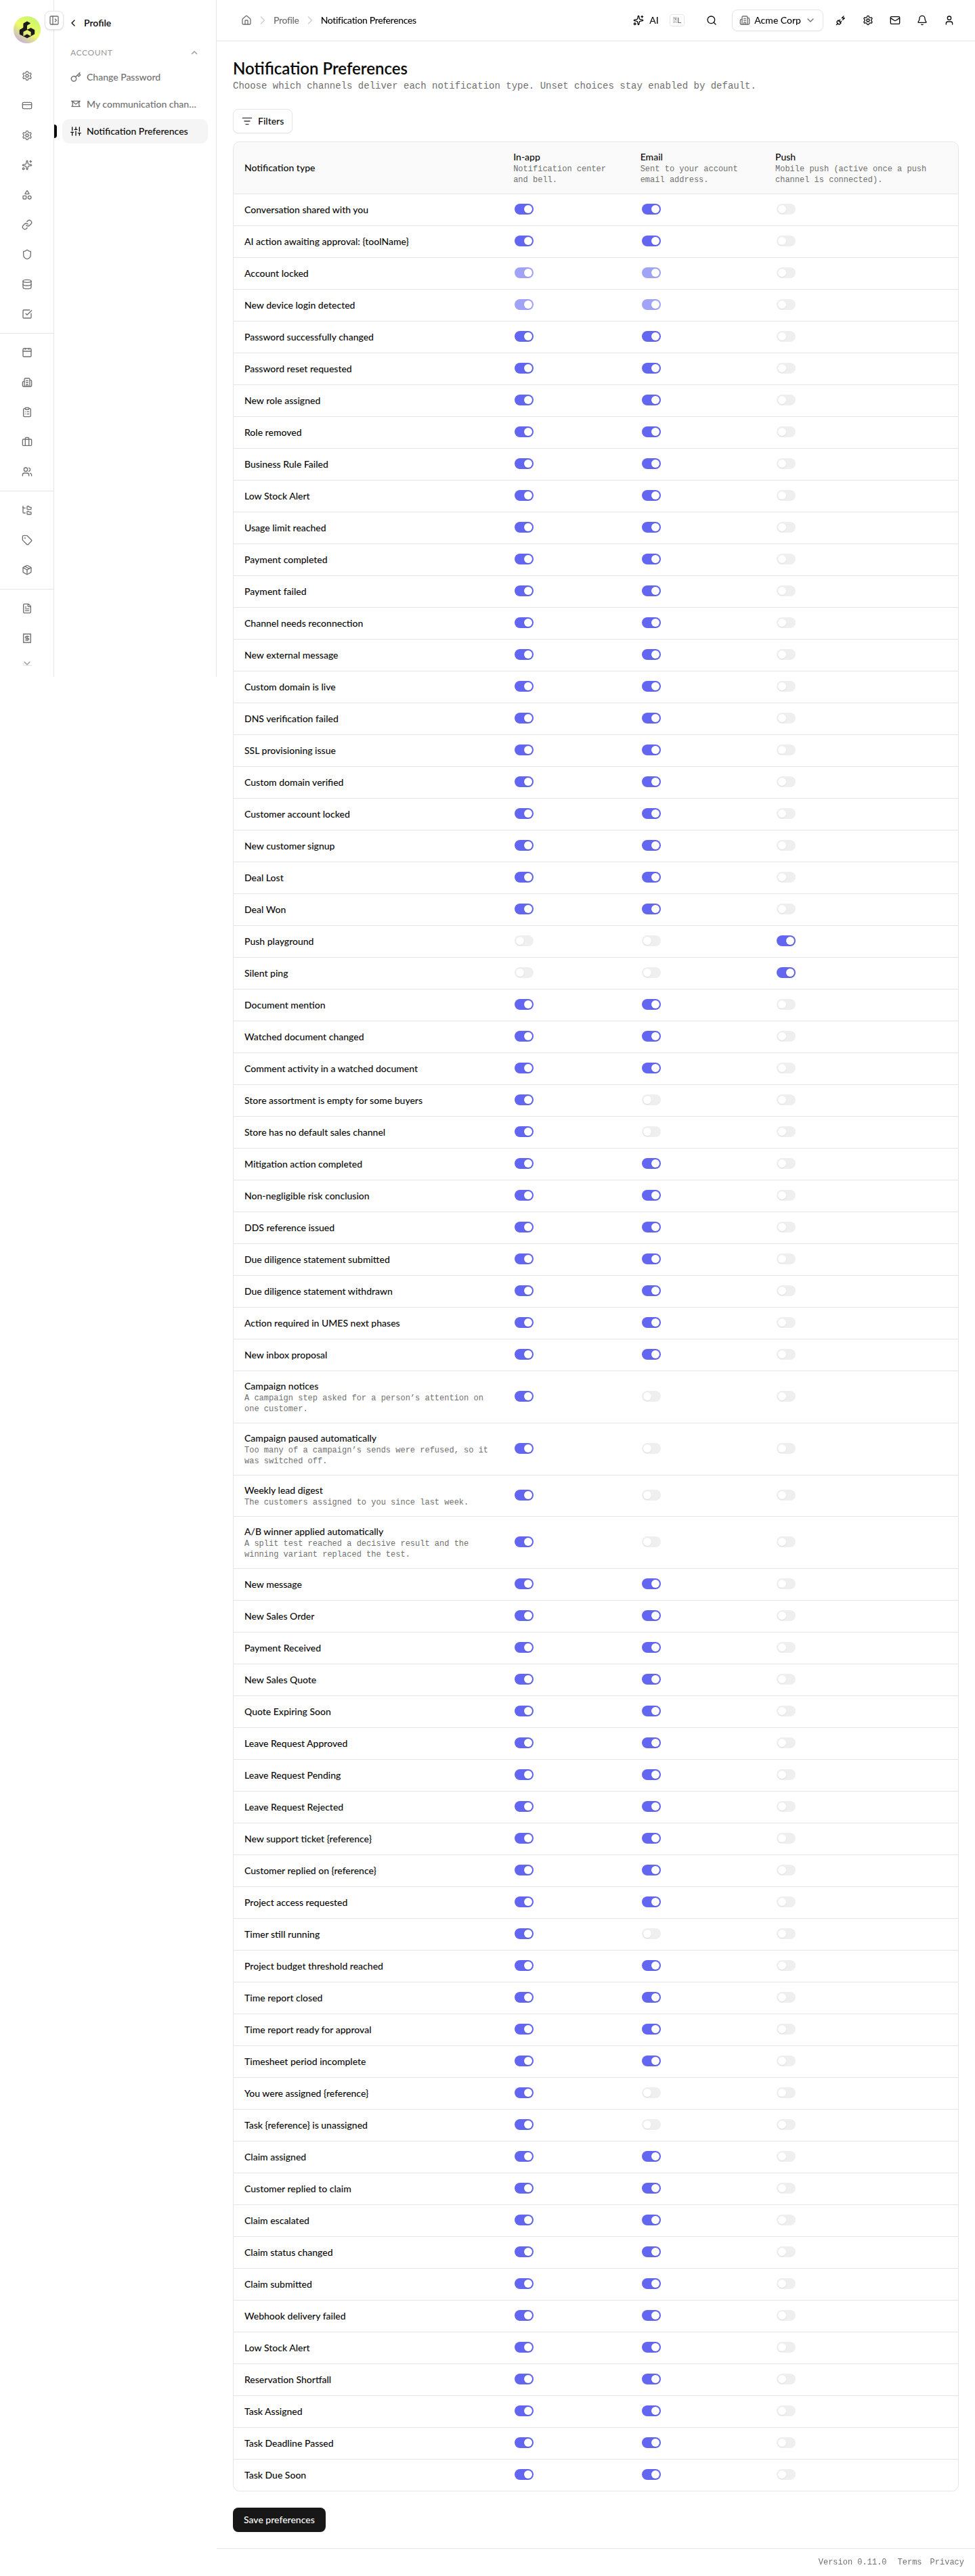 Profile
ACCOUNT
Change Password
My communication chan...
Notification Preferences
Profile
Notification Preferences
AI
⌘L
Acme Corp
Notification Preferences
Choose which channels deliver each notification type. Unset choices stay enabled by default.
Filters
Notification type
In-app
Notification center
and bell.
Email
Sent to your account
email address.
Push
Mobile push (active once a push
channel is connected).
Conversation shared with you
AI action awaiting approval: {toolName}
Account locked
New device login detected
Password successfully changed
Password reset requested
New role assigned
Role removed
Business Rule Failed
Low Stock Alert
Usage limit reached
Payment completed
Payment failed
Channel needs reconnection
New external message
Custom domain is live
DNS verification failed
SSL provisioning issue
Custom domain verified
Customer account locked
New customer signup
Deal Lost
Deal Won
Push playground
Silent ping
Document mention
Watched document changed
Comment activity in a watched document
Store assortment is empty for some buyers
Store has no default sales channel
Mitigation action completed
Non-negligible risk conclusion
DDS reference issued
Due diligence statement submitted
Due diligence statement withdrawn
Action required in UMES next phases
New inbox proposal
Campaign notices
A campaign step asked for a person’s attention on
one customer.
Campaign paused automatically
Too many of a campaign’s sends were refused, so it
was switched off.
Weekly lead digest
The customers assigned to you since last week.
A/B winner applied automatically
A split test reached a decisive result and the
winning variant replaced the test.
New message
New Sales Order
Payment Received
New Sales Quote
Quote Expiring Soon
Leave Request Approved
Leave Request Pending
Leave Request Rejected
New support ticket {reference}
Customer replied on {reference}
Project access requested
Timer still running
Project budget threshold reached
Time report closed
Time report ready for approval
Timesheet period incomplete
You were assigned {reference}
Task {reference} is unassigned
Claim assigned
Customer replied to claim
Claim escalated
Claim status changed
Claim submitted
Webhook delivery failed
Low Stock Alert
Reservation Shortfall
Task Assigned
Task Deadline Passed
Task Due Soon
Save preferences
Version 0.11.0
Terms
Privacy